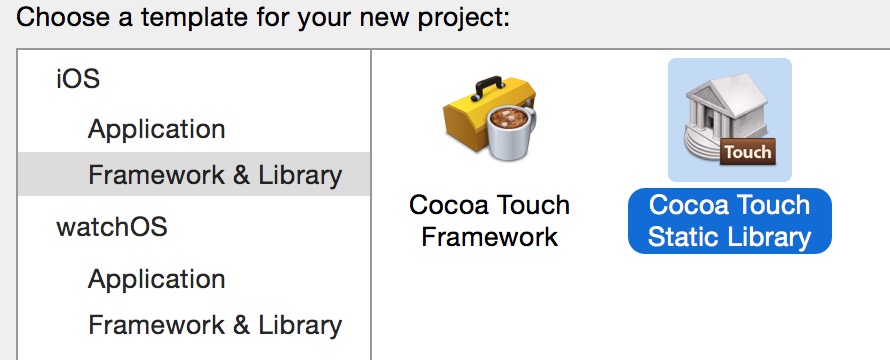 Choose a template for your new project:
iOS
Application
Framework & Library
watchOS
Application
Framework & Library
Touch
Cocoa Touch
Framework
Cocoa Touch
Static Library